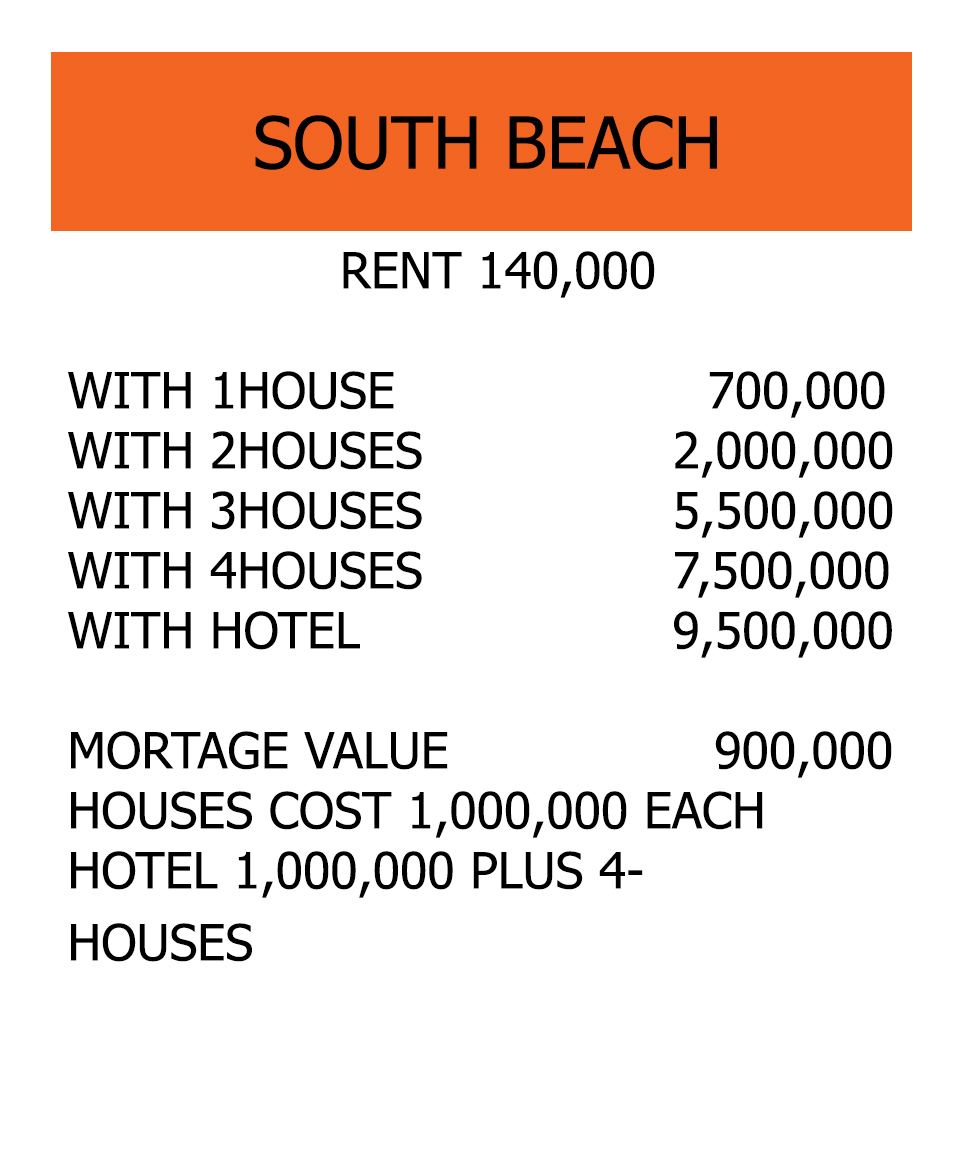 SOUTH BEACH
RENT 140,000
WITH 1HOUSE 700,000
WITH 2HOUSES 2,000,000
WITH 3HOUSES 5,500,000
WITH 4HOUSES 7,500,000
WITH HOTEL 9,500,000
MORTAGE VALUE 900,000
HOUSES COST 1,000,000 EACH
HOTEL 1,000,000 PLUS 4-
HOUSES